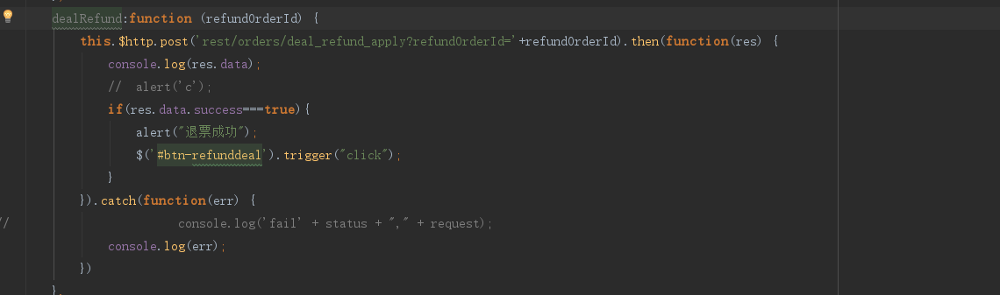 dealRefund:function (refundOrderId) {
this.$http.post('rest/orders/deal_refund_apply?refundOrderId='+refundOrderId).then(function(res) {
console.log(res.data);
// alert('c');
if(res.data.success===true){
alert("退票成功");
$('#btn-refunddeal').trigger("click");
}
}).catch(function(err) {
// console.log('fail' + status + "," + request);
console.log(err);
})
},